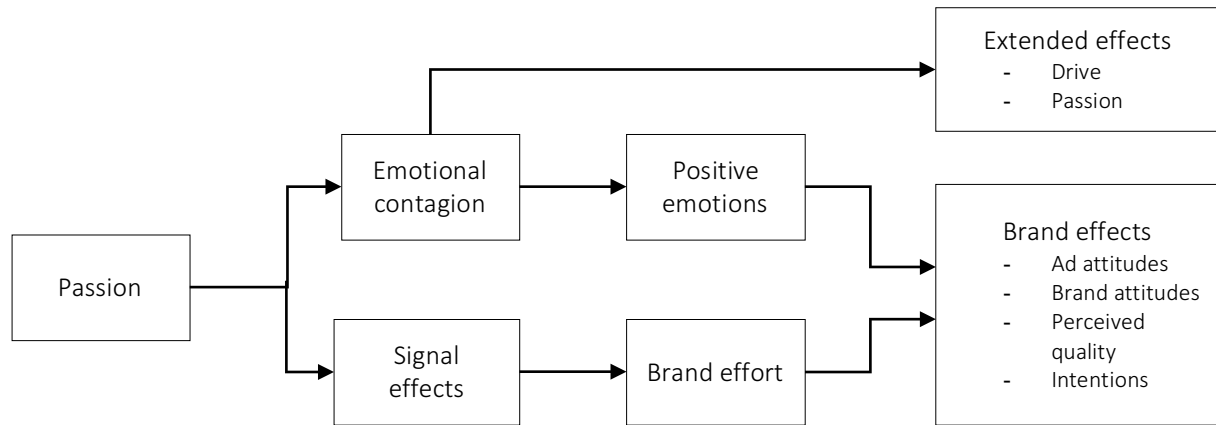 Extended effects
- Drive
- Passion
Emotional
contagion
Positive
emotions
Passion
Brand effects
- Ad attitudes
- Brand attitudes
- Perceived
quality
- Intentions
Signal
effects
Brand effort